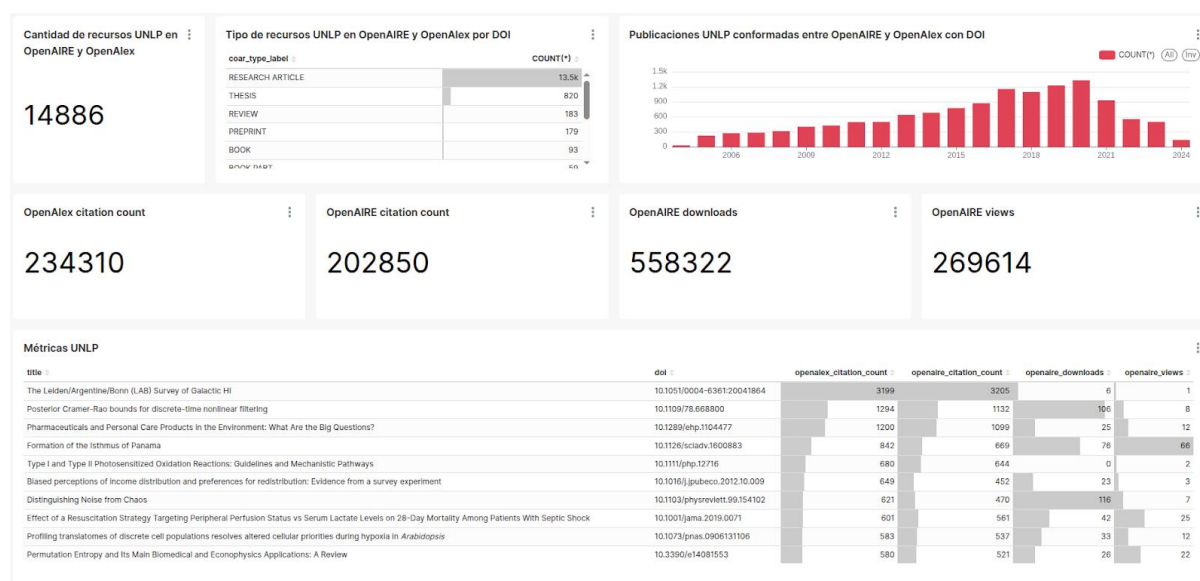 Cantidad de recursos UNLP en
OpenAIRE y OpenAlex
14886
Tipo de recursos UNLP en OpenAIRE y OpenAlex por DOI
coar_type_label COUNT(*)
RESEARCH ARTICLE 13.5k
THESIS 820
REVIEW 183
PREPRINT 179
BOOK 93
BOOK PART 59
Publicaciones UNLP conformadas entre OpenAIRE y OpenAlex con DOI
COUNT(*) All Inv
1.5k
1.2k
900
600
300
0
2006 2009 2012 2015 2018 2021 2024
OpenAlex citation count
234310
OpenAIRE citation count
202850
OpenAIRE downloads
558322
OpenAIRE views
269614
Métricas UNLP
title doi openalex_citation_count openaire_citation_count openaire_downloads openaire_views
The Leiden/Argentine/Bonn (LAB) Survey of Galactic HI 10.1051/0004-6361:20041864 3199 3205 6 1
Posterior Cramer-Rao bounds for discrete-time nonlinear filtering 10.1109/78.668800 1294 1132 106 8
Pharmaceuticals and Personal Care Products in the Environment: What Are the Big Questions? 10.1289/ehp.1104477 1200 1099 25 12
Formation of the Isthmus of Panama 10.1126/sciadv.1600883 842 669 76 66
Type I and Type II Photosensitized Oxidation Reactions: Guidelines and Mechanistic Pathways 10.1111/php.12716 680 644 0 2
Biased perceptions of income distribution and preferences for redistribution: Evidence from a survey experiment 10.1016/j.jpubeco.2012.10.009 649 452 23 3
Distinguishing Noise from Chaos 10.1103/physrevlett.99.154102 621 470 116 7
Effect of a Resuscitation Strategy Targeting Peripheral Perfusion Status vs Serum Lactate Levels on 28-Day Mortality Among Patients With Septic Shock 10.1001/jama.2019.0071 601 561 42 25
Profiling translatomes of discrete cell populations resolves altered cellular priorities during hypoxia in Arabidopsis 10.1073/pnas.0906131106 583 537 33 12
Permutation Entropy and Its Main Biomedical and Econophysics Applications: A Review 10.3390/e14081553 580 521 26 22